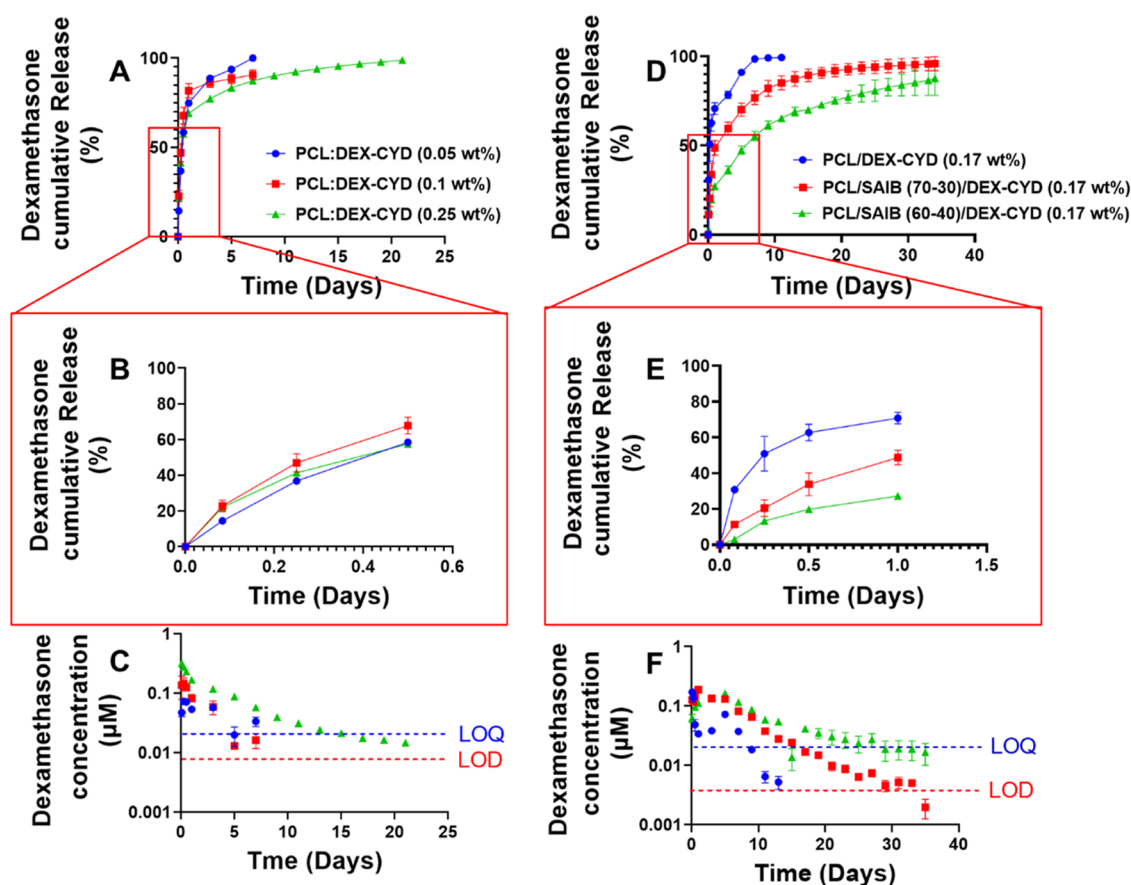 A
Dexamethasone
cumulative Release
(%)
100
50
0
PCL:DEX-CYD (0.05 wt%)
PCL:DEX-CYD (0.1 wt%)
PCL:DEX-CYD (0.25 wt%)
0 5 10 15 20 25
Time (Days)
D
Dexamethasone
cumulative Release
(%)
100
50
0
PCL/DEX-CYD (0.17 wt%)
PCL/SAIB (70-30)/DEX-CYD (0.17 wt%)
PCL/SAIB (60-40)/DEX-CYD (0.17 wt%)
0 10 20 30 40
Time (Days)
B
Dexamethasone
cumulative Release
(%)
100
80
60
40
20
0
0.0 0.2 0.4 0.6
Time (Days)
E
Dexamethasone
cumulative Release
(%)
100
80
60
40
20
0
0.0 0.5 1.0 1.5
Time (Days)
C
Dexamethasone
concentration
(µM)
1
0.1
0.01
0.001
LOQ
LOD
0 5 10 15 20 25
Tme (Days)
F
Dexamethasone
concentration
(µM)
0.1
0.1
0.01
0.001
LOQ
LOD
0 10 20 30 40
Time (Days)